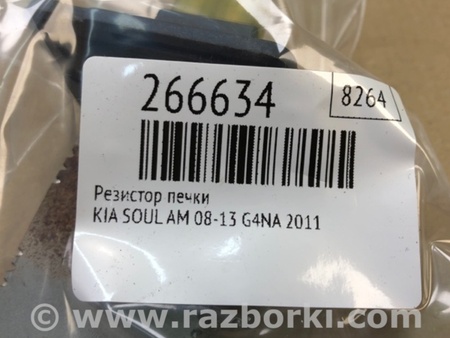 266634
8264
Резистор печки
KIA SOUL AM 08-13 G4NA 2011
© www.razborki.com